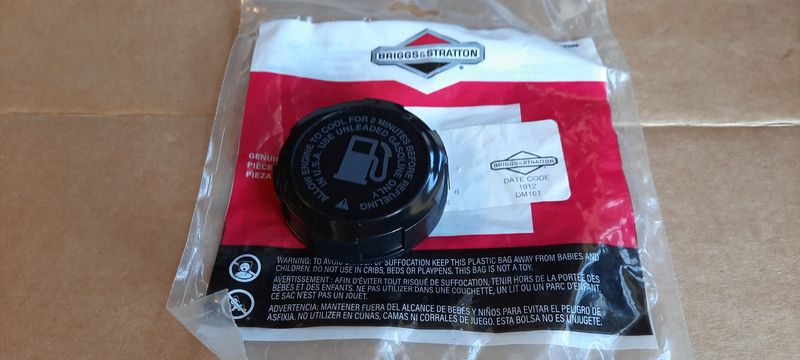 BRIGGS&STRATTON
ALLOW ENGINE TO COOL FOR 2 MINUTES BEFORE REFUELING
IN U.S.A. USE UNLEADED GASOLINE ONLY
BRIGGS&STRATTON
DATE CODE
1912
DM161
PIÈCE
WARNING: TO AVOID DANGER OF SUFFOCATION KEEP THIS PLASTIC BAG AWAY FROM BABIES AND
CHILDREN. DO NOT USE IN CRIBS, BEDS OR PLAYPENS. THIS BAG IS NOT A TOY.
AVERTISSEMENT: AFIN D'ÉVITER TOUT RISQUE DE SUFFOCATION, TENIR HORS DE LA PORTÉE DES
BÉBÉS ET DES ENFANTS. NE PAS UTILIZER DANS UNE COUCHETTE, UN LIT OU UN PARC D'ENFANT.
CE SAC N'EST PAS UN JOUET.
ADVERTENCIA: MANTENER FUERA DEL ALCANCE DE BEBÉS Y NIÑOS PARA EVITAR EL PELIGRO DE
ASFIXIA. NO UTILIZAR EN CUNAS, CAMAS NI CORRALES DE JUEGO. ESTA BOLSA NO ES UN JUGUETE.